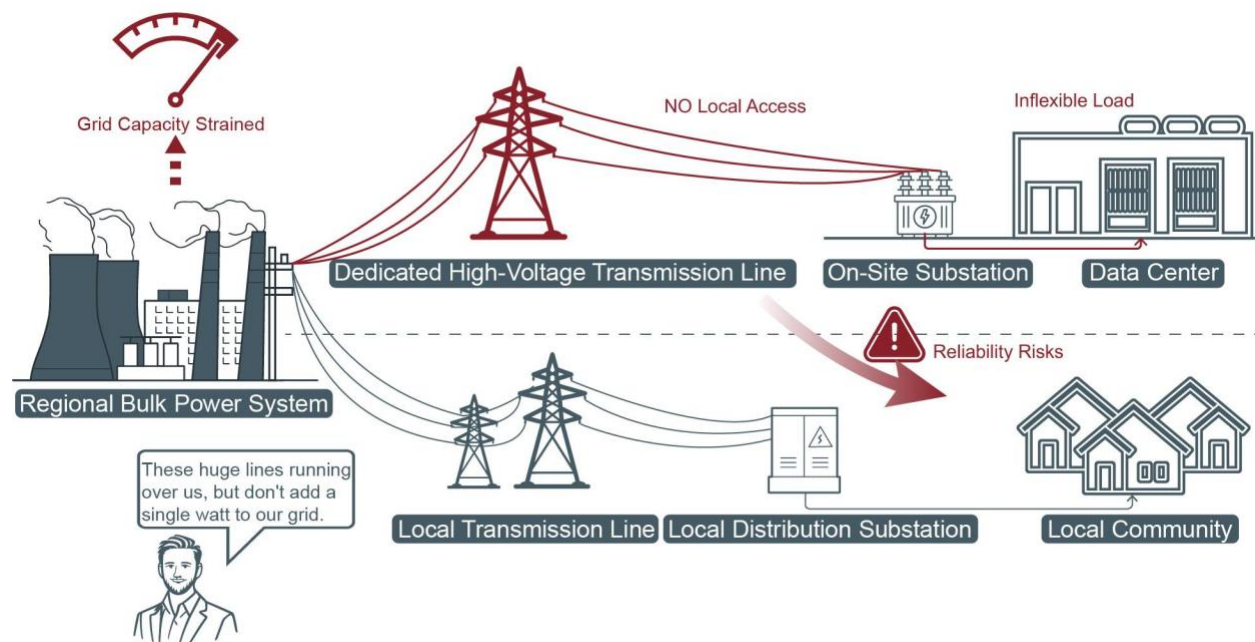 Grid Capacity Strained
NO Local Access
Inflexible Load
Dedicated High-Voltage Transmission Line
On-Site Substation
Data Center
Reliability Risks
Regional Bulk Power System
These huge lines running
over us, but don't add a
single watt to our grid.
Local Transmission Line
Local Distribution Substation
Local Community